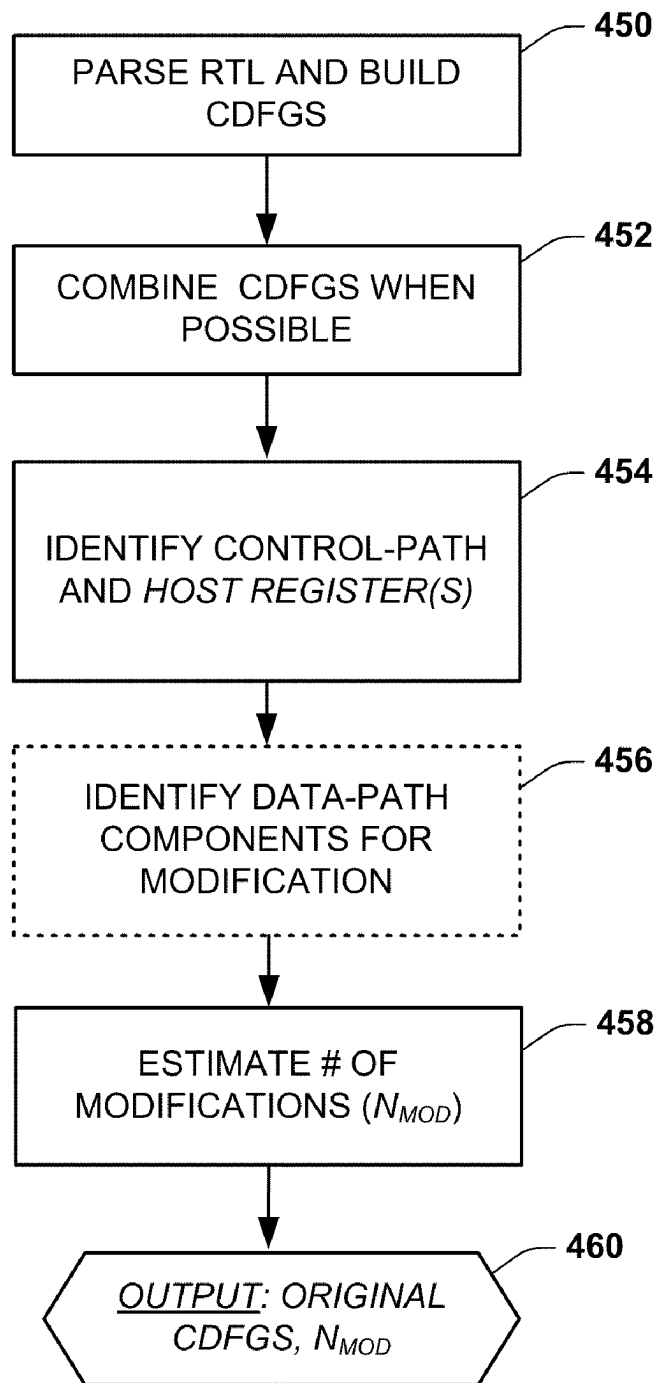 450
PARSE RTL AND BUILD
CDFGS
452
COMBINE CDFGS WHEN
POSSIBLE
454
IDENTIFY CONTROL-PATH
AND HOST REGISTER(S)
456
IDENTIFY DATA-PATH
COMPONENTS FOR
MODIFICATION
458
ESTIMATE # OF
MODIFICATIONS (NMOD)
460
OUTPUT: ORIGINAL
CDFGS, NMOD